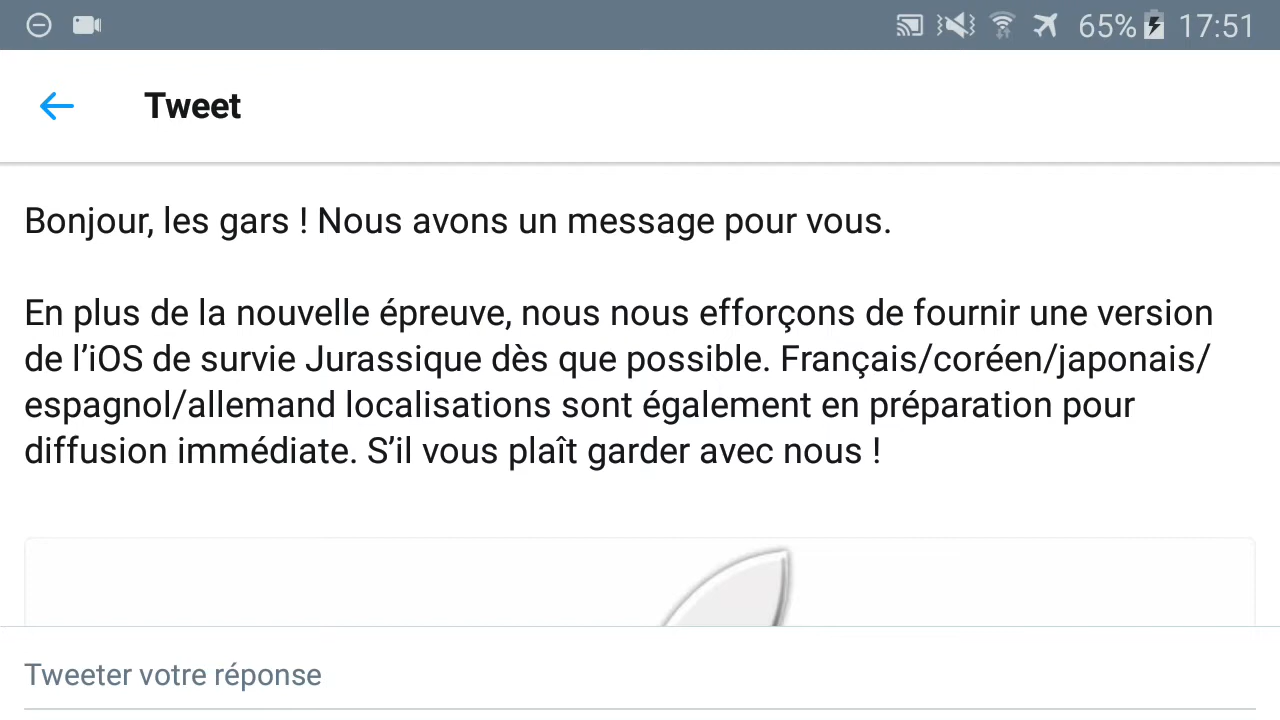 65% 17:51
Tweet
Bonjour, les gars ! Nous avons un message pour vous.
En plus de la nouvelle épreuve, nous nous efforçons de fournir une version
de l’iOS de survie Jurassique dès que possible. Français/coréen/japonais/
espagnol/allemand localisations sont également en préparation pour
diffusion immédiate. S’il vous plaît garder avec nous !
Tweeter votre réponse